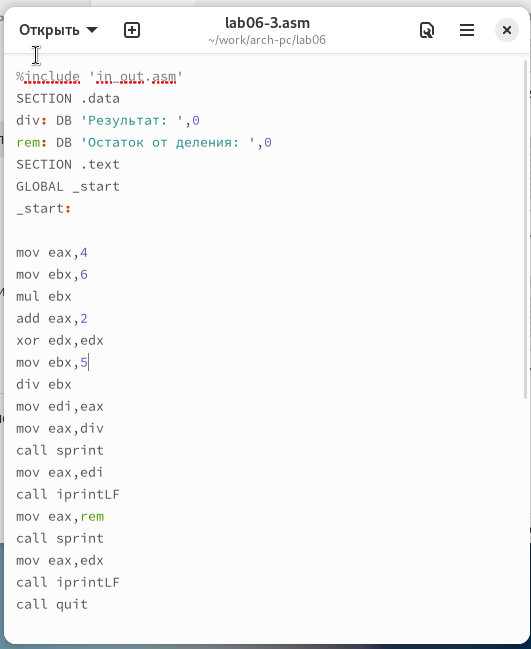 Открыть
lab06-3.asm
~/work/arch-pc/lab06
%include 'in_out.asm'
SECTION .data
div: DB 'Результат: ',0
rem: DB 'Остаток от деления: ',0
SECTION .text
GLOBAL _start
_start:
mov eax,4
mov ebx,6
mul ebx
add eax,2
xor edx,edx
mov ebx,5
div ebx
mov edi,eax
mov eax,div
call sprint
mov eax,edi
call iprintLF
mov eax,rem
call sprint
mov eax,edx
call iprintLF
call quit